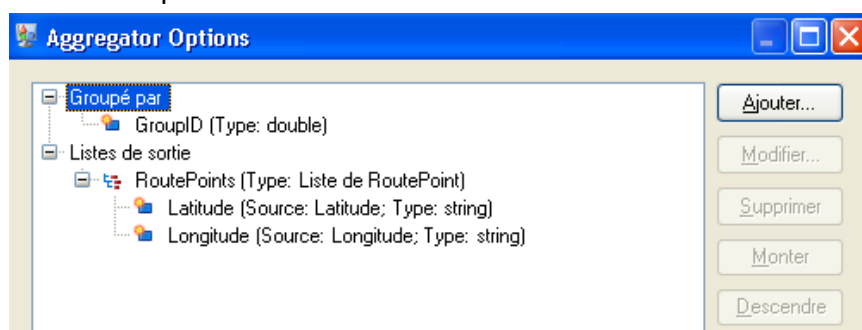 Aggregator Options
Groupé par
GroupID (Type: double)
Listes de sortie
RoutePoints (Type: Liste de RoutePoint)
Latitude (Source: Latitude; Type: string)
Longitude (Source: Longitude; Type: string)
Ajouter...
Modifier...
Supprimer
Monter
Descendre